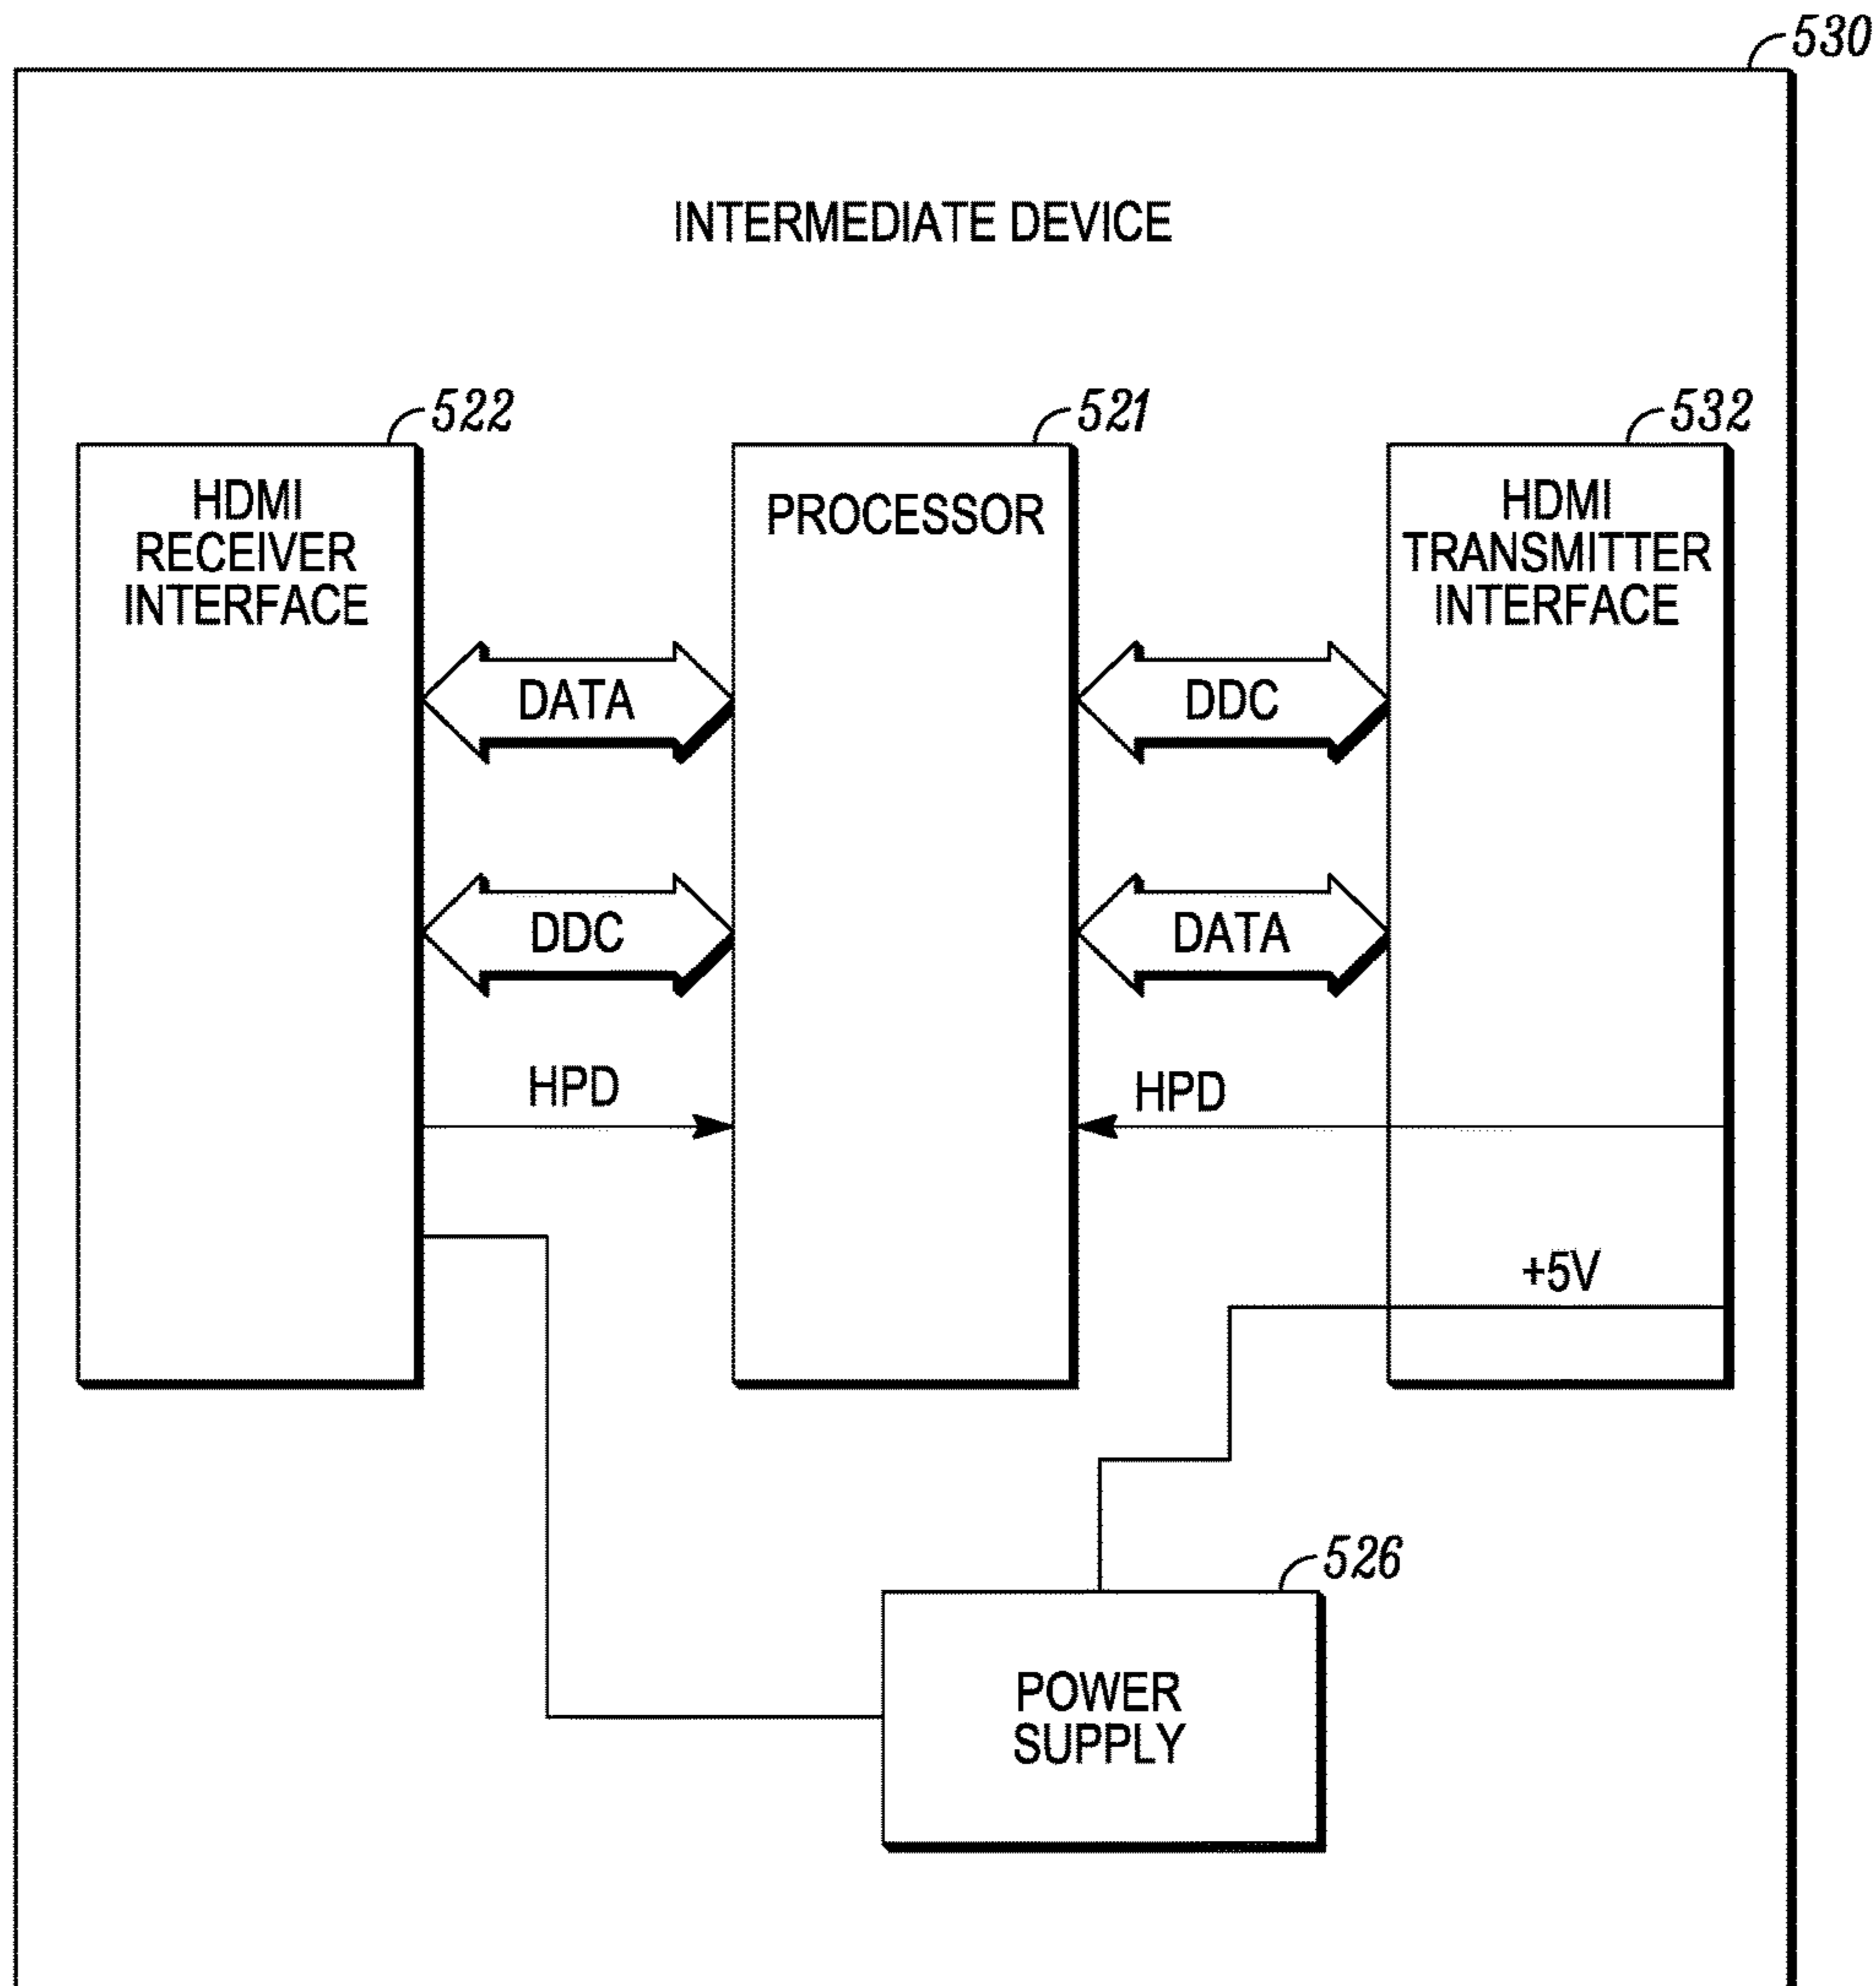 530
INTERMEDIATE DEVICE
522
521
532
HDMI
RECEIVER
INTERFACE
PROCESSOR
HDMI
TRANSMITTER
INTERFACE
DATA
DDC
DDC
DATA
HPD
HPD
+5V
526
POWER
SUPPLY